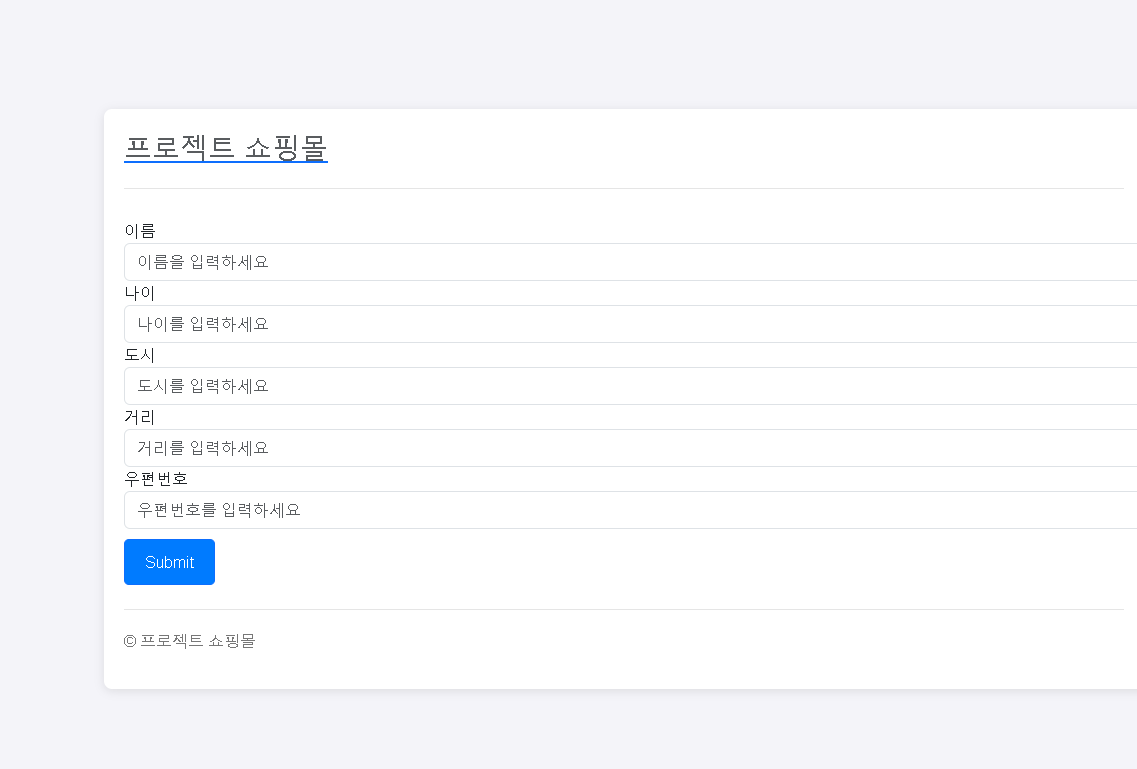 프로젝트 쇼핑몰
이름
이름을 입력하세요
나이
나이를 입력하세요
도시
도시를 입력하세요
거리
거리를 입력하세요
우편번호
우편번호를 입력하세요
Submit
© 프로젝트 쇼핑몰